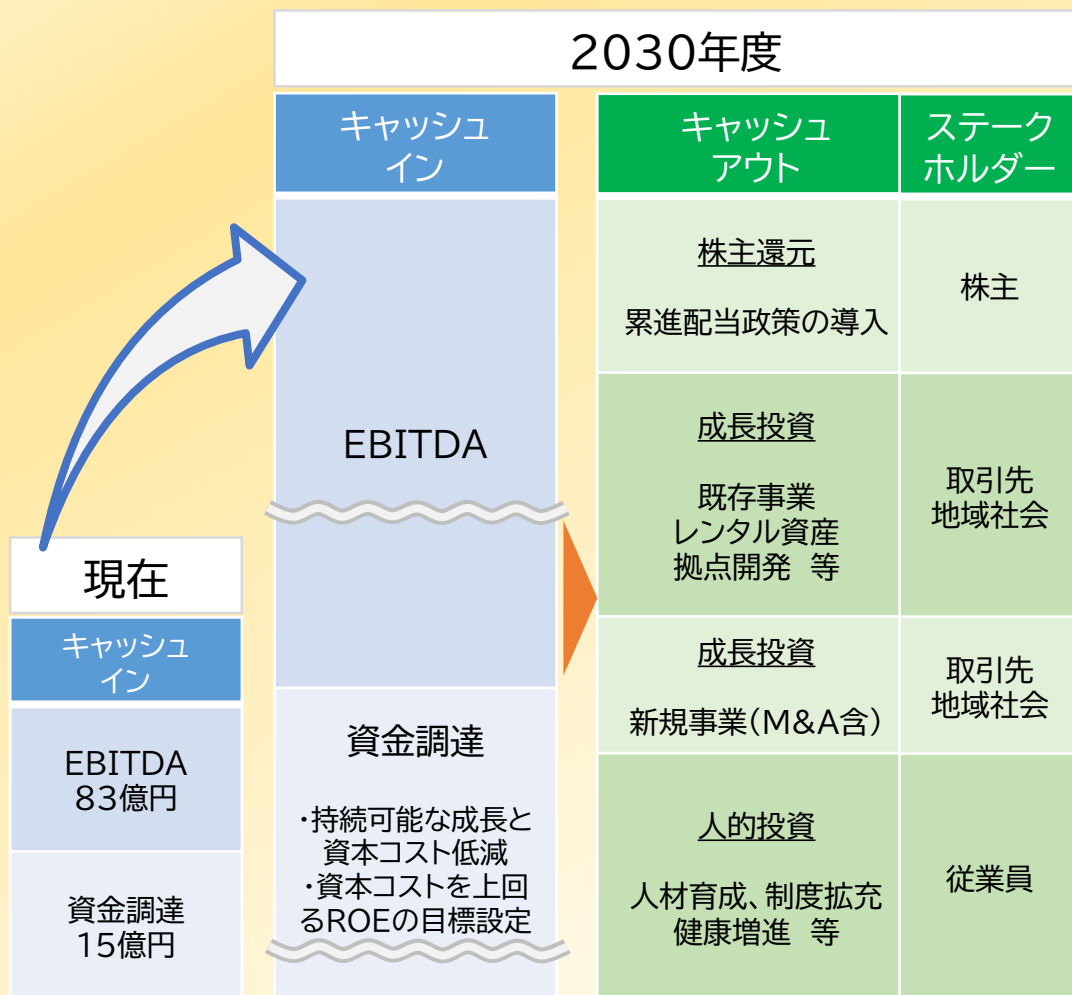 2030年度
キャッシュ
イン
キャッシュ
アウト
ステーク
ホルダー
EBITDA
資金調達
・持続可能な成長と
資本コスト低減
・資本コストを上回
るROEの目標設定
株主還元
累進配当政策の導入
株主
成長投資
既存事業
レンタル資産
拠点開発 等
取引先
地域社会
成長投資
新規事業(M&A含)
取引先
地域社会
人的投資
人材育成、制度拡充
健康増進 等
従業員
現在
キャッシュ
イン
EBITDA
83億円
資金調達
15億円